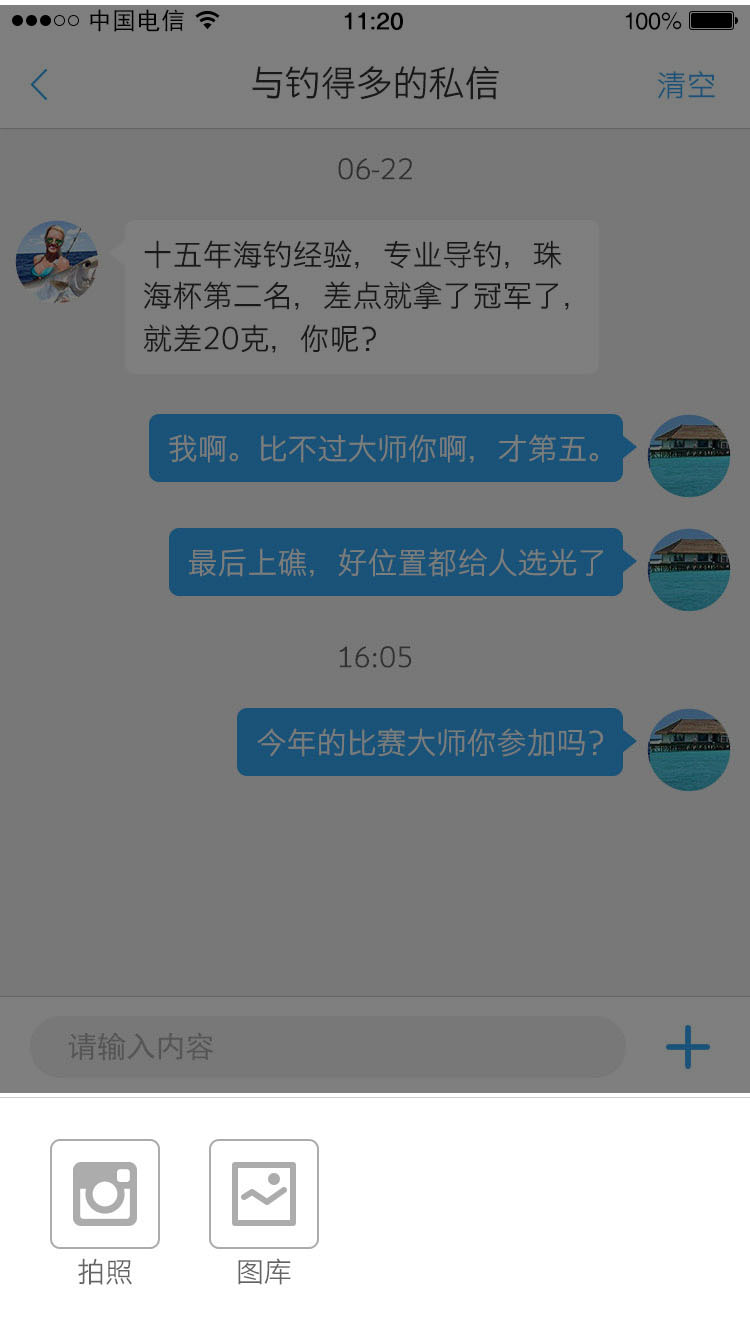 中国电信 11:20 100%
与钓得多的私信 清空
06-22
十五年海钓经验，专业导钓，珠
海杯第二名，差点就拿了冠军了，
就差20克，你呢？
我啊。比不过大师你啊，才第五。
最后上礁，好位置都给人选光了
16:05
今年的比赛大师你参加吗？
请输入内容
拍照 图库